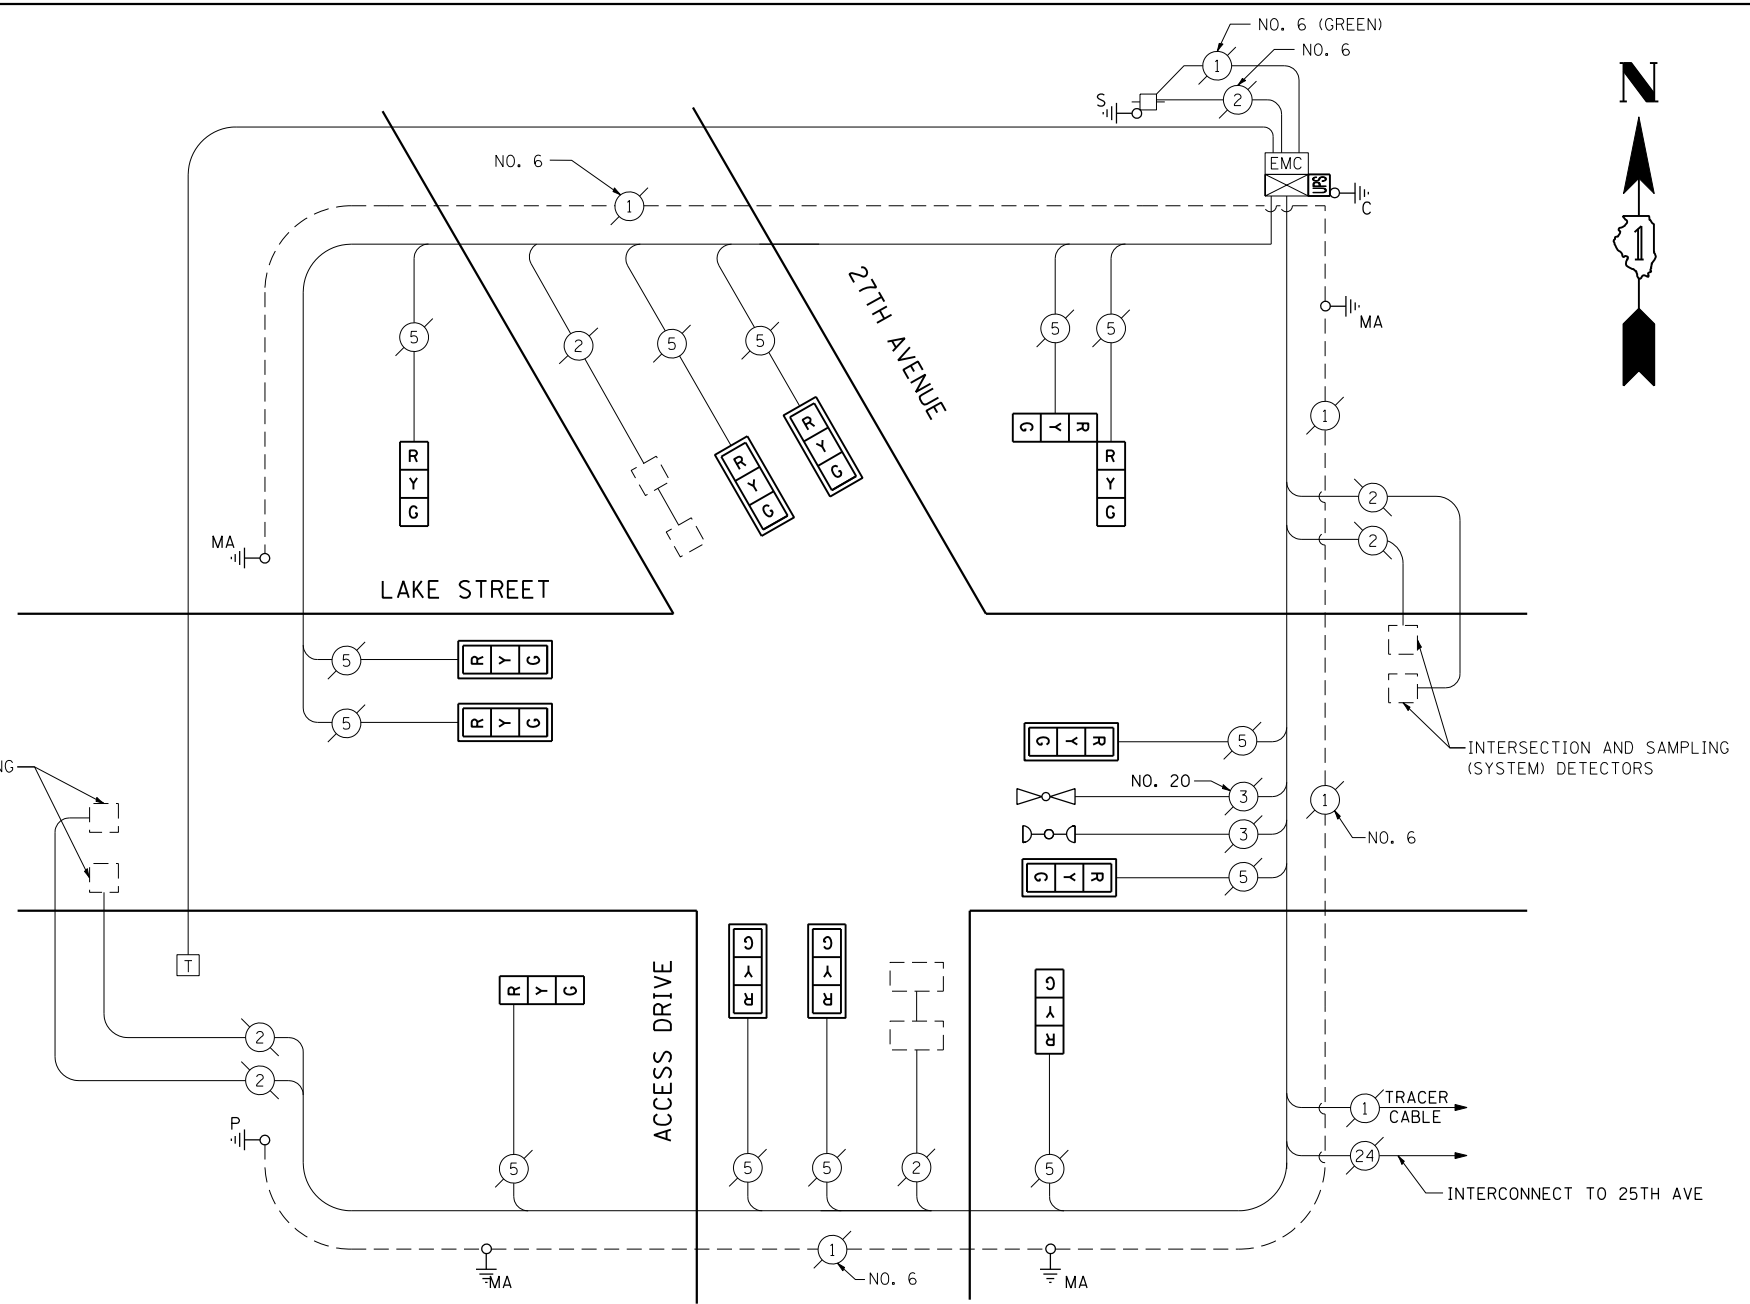 NO. 6 (GREEN)
NO. 6
1
2
S
N
NO. 6
1
EMC
UPS
C
1
MA
27TH AVENUE
5
2
5
5
5
5
1
R Y G
R Y G
R Y G
R Y G
R
Y
G
R
Y
G
2
2
MA
LAKE STREET
5
R Y G
5
R Y G
R Y G
5
INTERSECTION AND SAMPLING
(SYSTEM) DETECTORS
NO. 20
3
1
3
NO. 6
R Y G
5
T
R Y G
R Y G
R Y G
R Y G
ACCESS DRIVE
2
2
P
5
5
5
2
5
1
TRACER
CABLE
24
INTERCONNECT TO 25TH AVE
1
NO. 6
MA
MA